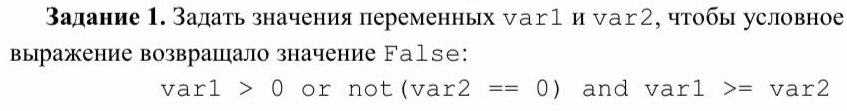 Задание 1. Задать значения переменных var1 и var2, чтобы условное
выражение возвращало значение False:
var1 > 0 or not(var2 == 0) and var1 >= var2